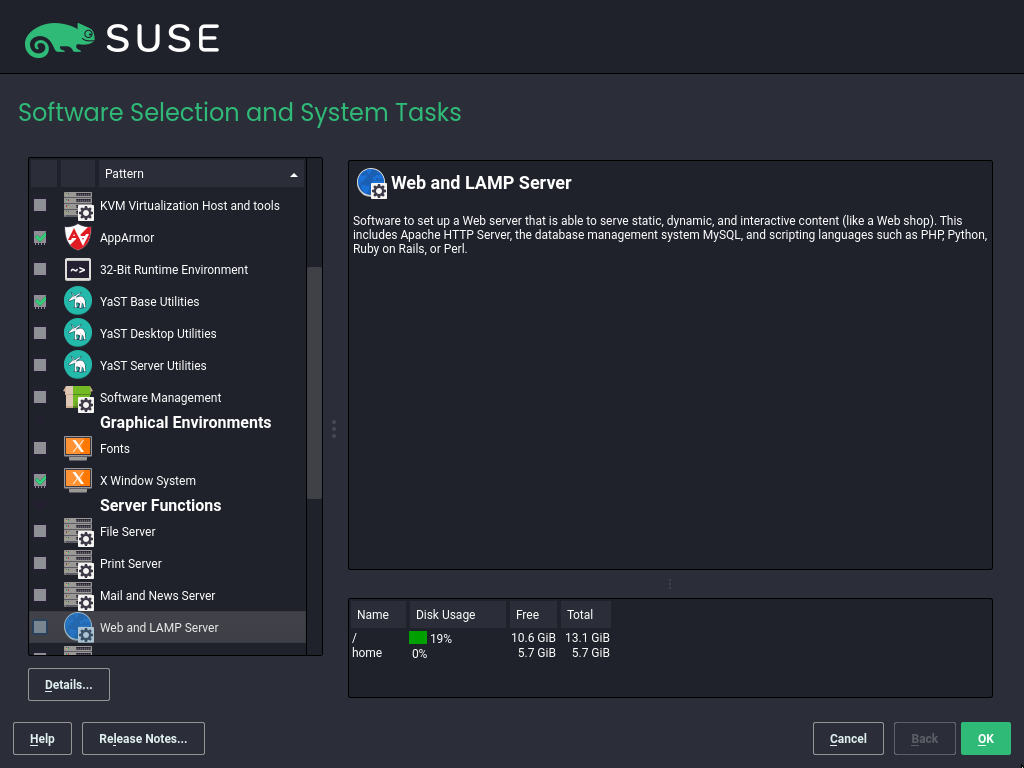 SUSE
Software Selection and System Tasks
Pattern
KVM Virtualization Host and tools
AppArmor
~>
32-Bit Runtime Environment
YaST Base Utilities
YaST Desktop Utilities
YaST Server Utilities
Software Management
Graphical Environments
X
Fonts
X
X Window System
Server Functions
File Server
Print Server
Mail and News Server
Web and LAMP Server
Details...
Web and LAMP Server
Software to set up a Web server that is able to serve static, dynamic, and interactive content (like a Web shop). This
includes Apache HTTP Server, the database management system MySQL, and scripting languages such as PHP, Python,
Ruby on Rails, or Perl.
Name Disk Usage Free Total
/ 19% 10.6 GiB 13.1 GiB
home 0% 5.7 GiB 5.7 GiB
Help Release Notes... Cancel Back OK